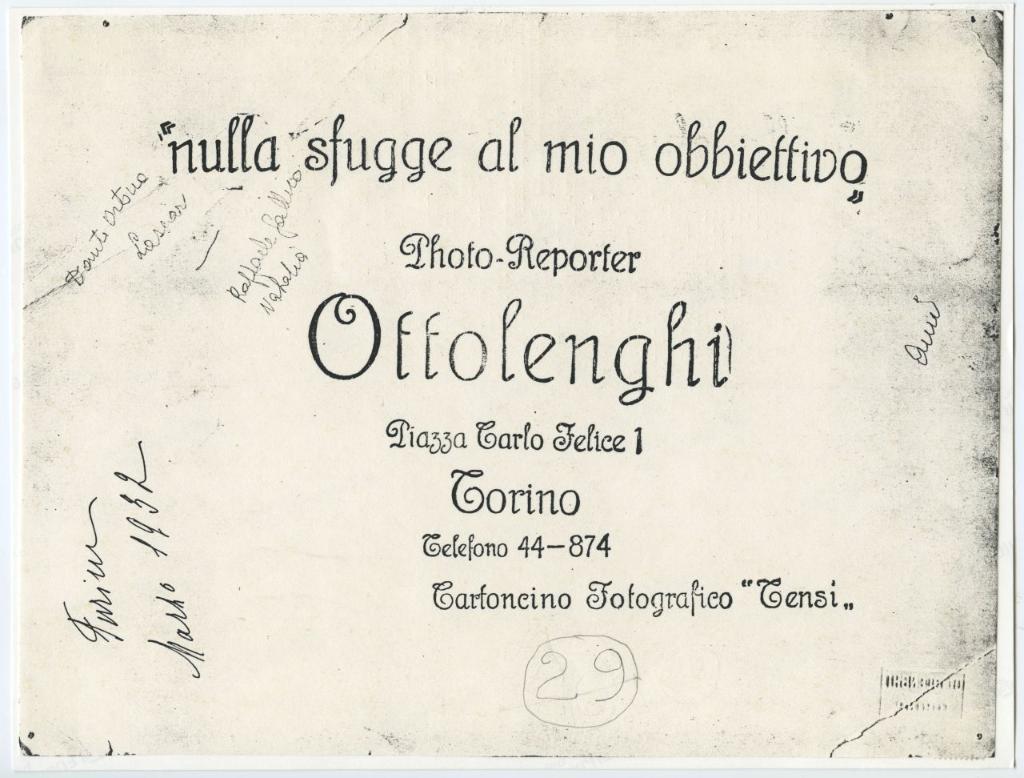 "nulla sfugge al mio obbiettivo"
Photo-Reporter
Ottolenghi
Piazza Carlo Felice 1
Torino
Telefono 44-874
Cartoncino Fotografico "Tensi„
29
Raffaele
Marzo 1932